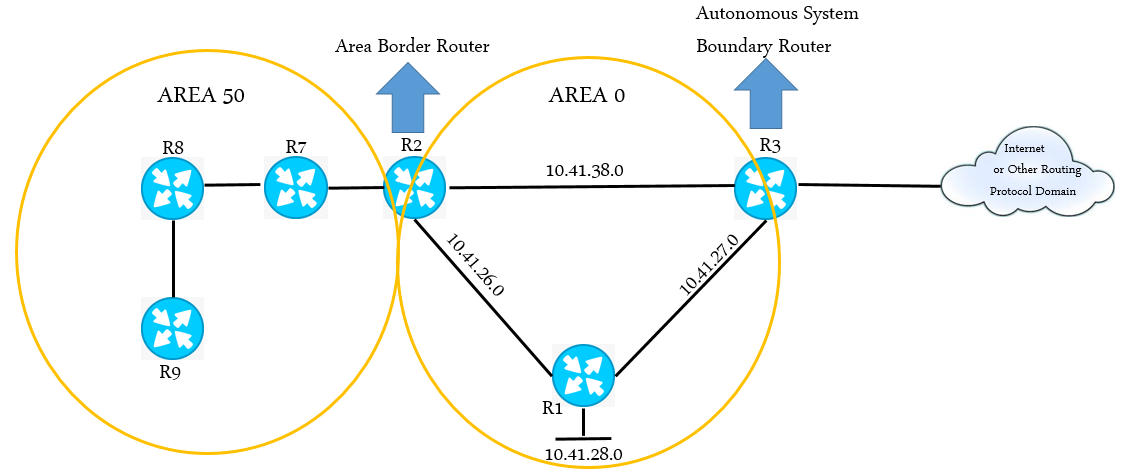 Autonomous System
Boundary Router
Area Border Router
AREA 50
AREA 0
R8
R7
R2
R3
10.41.38.0
Internet
or Other Routing
Protocol Domain
10.41.26.0
10.41.27.0
R9
R1
10.41.28.0